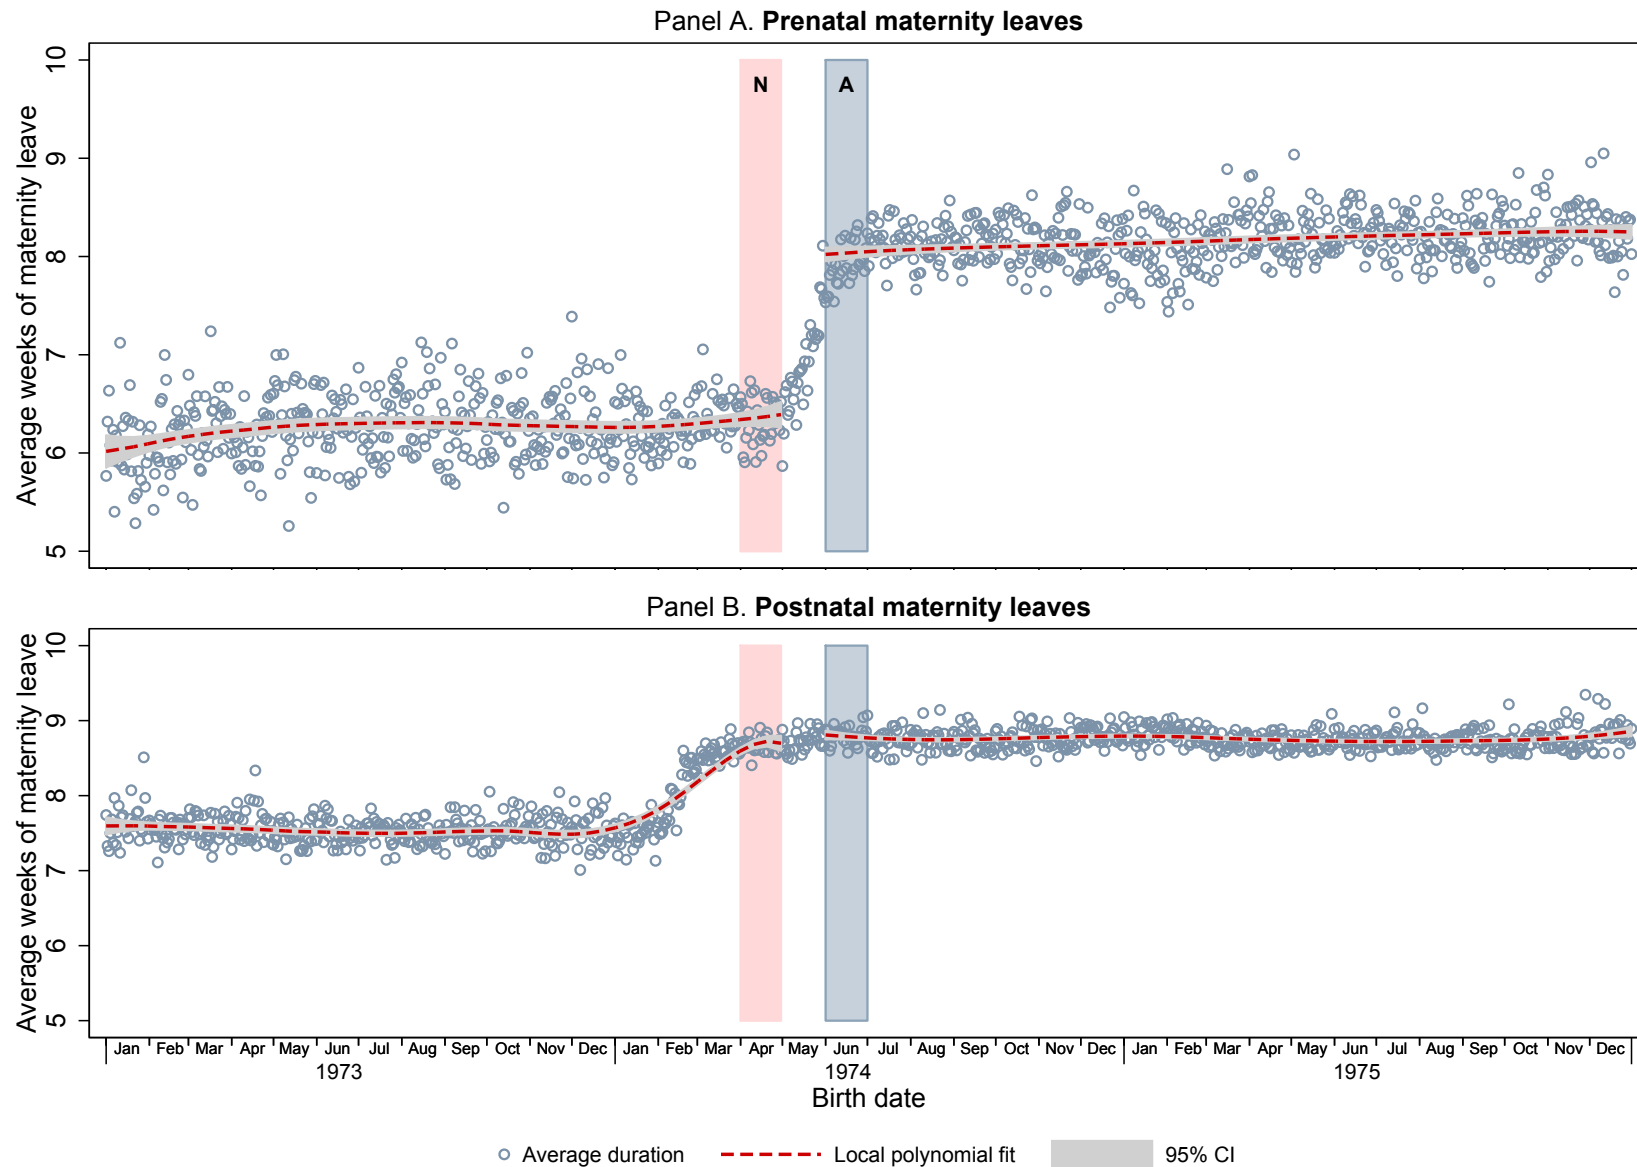 Panel A. Prenatal maternity leaves
Average weeks of maternity leave
10
9
8
7
6
5
N
A
Panel B. Postnatal maternity leaves
Average weeks of maternity leave
10
9
8
7
6
5
Jan Feb Mar Apr May Jun Jul Aug Sep Oct Nov Dec Jan Feb Mar Apr May Jun Jul Aug Sep Oct Nov Dec Jan Feb Mar Apr May Jun Jul Aug Sep Oct Nov Dec
1973 1974 1975
Birth date
Average duration Local polynomial fit 95% CI